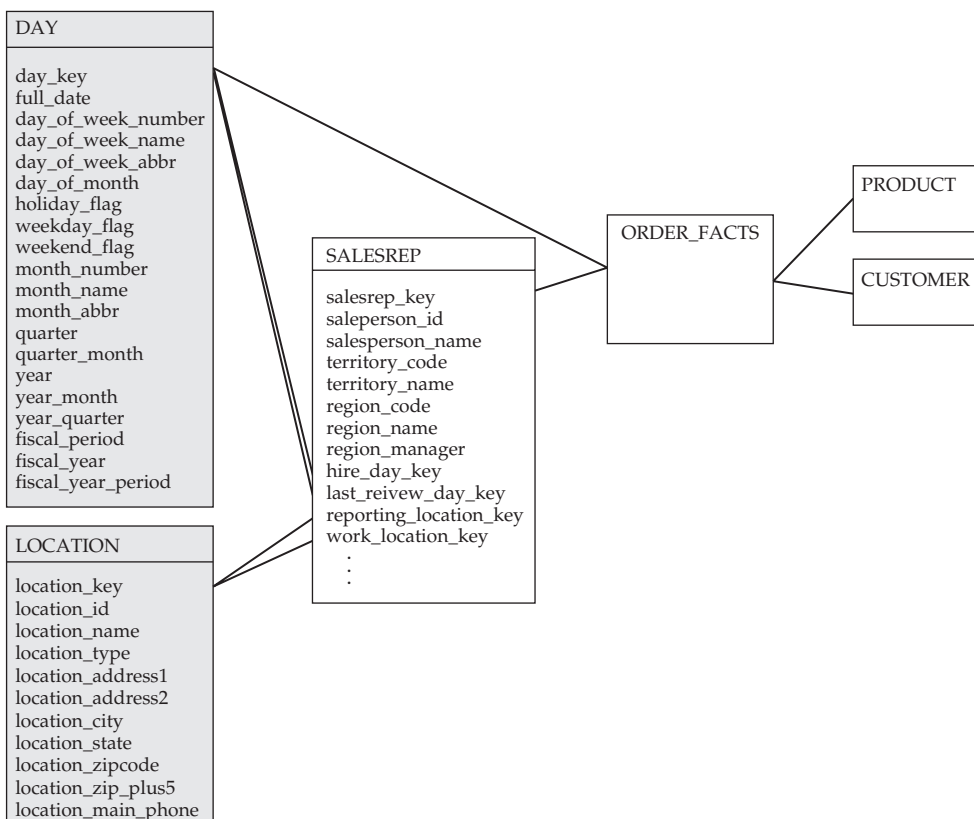 DAY
day_key
full_date
day_of_week_number
day_of_week_name
day_of_week_abbr
day_of_month
holiday_flag
weekday_flag
weekend_flag
month_number
month_name
month_abbr
quarter
quarter_month
year
year_month
year_quarter
fiscal_period
fiscal_year
fiscal_year_period
LOCATION
location_key
location_id
location_name
location_type
location_address1
location_address2
location_city
location_state
location_zipcode
location_zip_plus5
location_main_phone
SALESREP
salesrep_key
saleperson_id
salesperson_name
territory_code
territory_name
region_code
region_name
region_manager
hire_day_key
last_reivew_day_key
reporting_location_key
work_location_key
ORDER_FACTS
PRODUCT
CUSTOMER